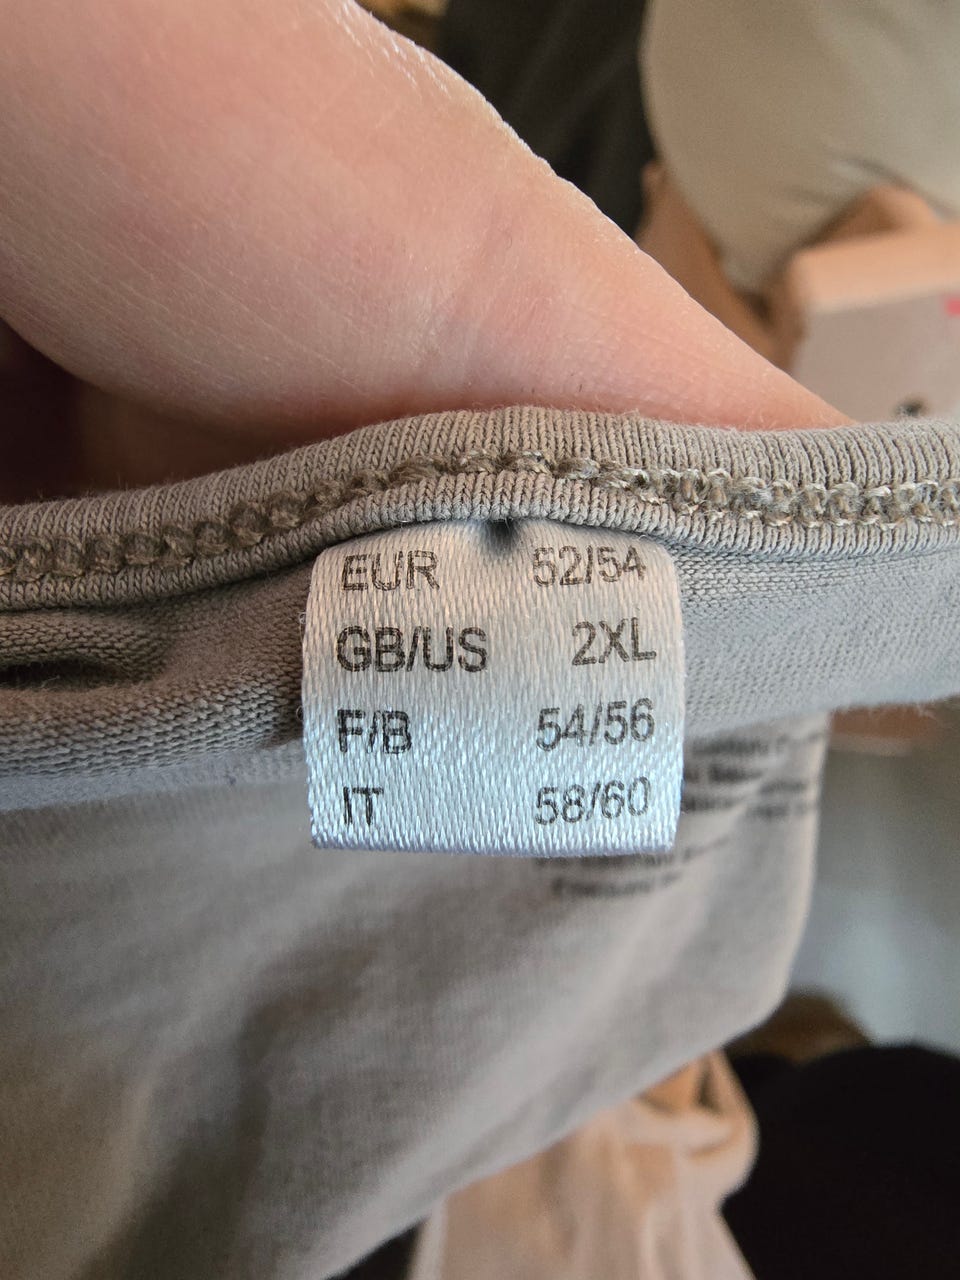 EUR 52/54
GB/US 2XL
F/B 54/56
IT 58/60